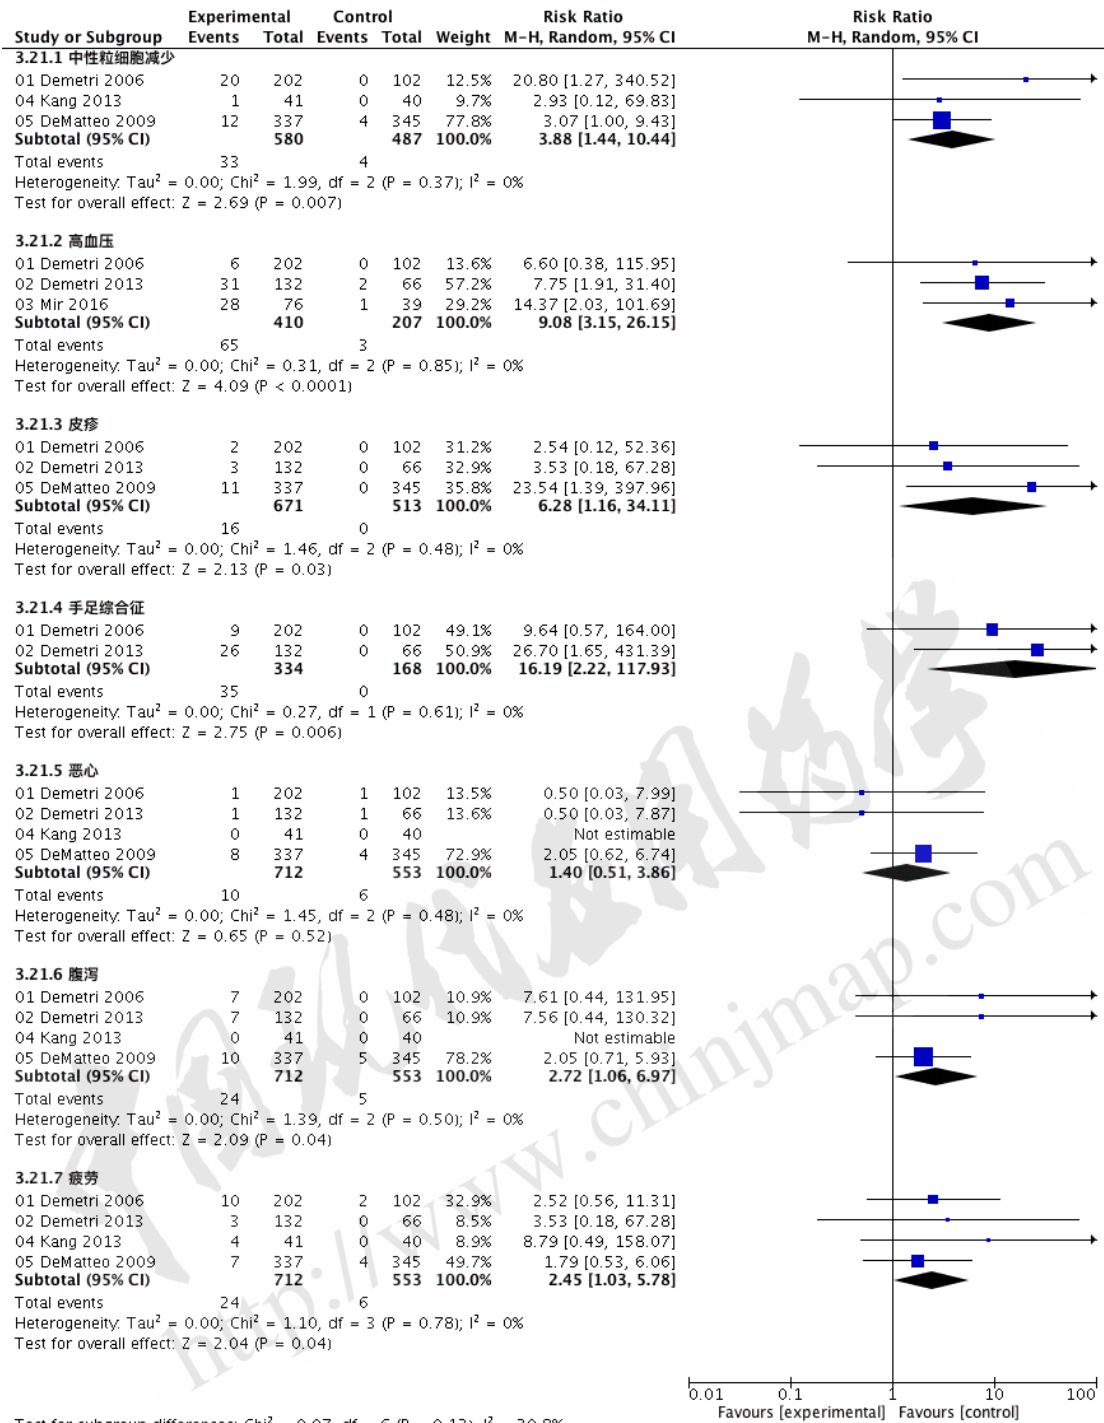 Experimental Control Risk Ratio Risk Ratio
Study or Subgroup Events Total Events Total Weight M-H, Random, 95% CI M-H, Random, 95% CI
3.21.1 中性粒细胞减少
01 Demetri 2006 20 202 0 102 12.5% 20.80 [1.27, 340.52]
04 Kang 2013 1 41 0 40 9.7% 2.93 [0.12, 69.83]
05 DeMatteo 2009 12 337 4 345 77.8% 3.07 [1.00, 9.43]
Subtotal (95% CI) 580 487 100.0% 3.88 [1.44, 10.44]
Total events 33 4
Heterogeneity: Tau² = 0.00; Chi² = 1.99, df = 2 (P = 0.37); I² = 0%
Test for overall effect: Z = 2.69 (P = 0.007)
3.21.2 高血压
01 Demetri 2006 6 202 0 102 13.6% 6.60 [0.38, 115.95]
02 Demetri 2013 31 132 2 66 57.2% 7.75 [1.91, 31.40]
03 Mir 2016 28 76 1 39 29.2% 14.37 [2.03, 101.69]
Subtotal (95% CI) 410 207 100.0% 9.08 [3.15, 26.15]
Total events 65 3
Heterogeneity: Tau² = 0.00; Chi² = 0.31, df = 2 (P = 0.85); I² = 0%
Test for overall effect: Z = 4.09 (P < 0.0001)
3.21.3 皮疹
01 Demetri 2006 2 202 0 102 31.2% 2.54 [0.12, 52.36]
02 Demetri 2013 3 132 0 66 32.9% 3.53 [0.18, 67.28]
05 DeMatteo 2009 11 337 0 345 35.8% 23.54 [1.39, 397.96]
Subtotal (95% CI) 671 513 100.0% 6.28 [1.16, 34.11]
Total events 16 0
Heterogeneity: Tau² = 0.00; Chi² = 1.46, df = 2 (P = 0.48); I² = 0%
Test for overall effect: Z = 2.13 (P = 0.03)
3.21.4 手足综合征
01 Demetri 2006 9 202 0 102 49.1% 9.64 [0.57, 164.00]
02 Demetri 2013 26 132 0 66 50.9% 26.70 [1.65, 431.39]
Subtotal (95% CI) 334 168 100.0% 16.19 [2.22, 117.93]
Total events 35 0
Heterogeneity: Tau² = 0.00; Chi² = 0.27, df = 1 (P = 0.61); I² = 0%
Test for overall effect: Z = 2.75 (P = 0.006)
3.21.5 恶心
01 Demetri 2006 1 202 1 102 13.5% 0.50 [0.03, 7.99]
02 Demetri 2013 1 132 1 66 13.6% 0.50 [0.03, 7.87]
04 Kang 2013 0 41 0 40 Not estimable
05 DeMatteo 2009 8 337 4 345 72.9% 2.05 [0.62, 6.74]
Subtotal (95% CI) 712 553 100.0% 1.40 [0.51, 3.86]
Total events 10 6
Heterogeneity: Tau² = 0.00; Chi² = 1.45, df = 2 (P = 0.48); I² = 0%
Test for overall effect: Z = 0.65 (P = 0.52)
3.21.6 腹泻
01 Demetri 2006 7 202 0 102 10.9% 7.61 [0.44, 131.95]
02 Demetri 2013 7 132 0 66 10.9% 7.56 [0.44, 130.32]
04 Kang 2013 0 41 0 40 Not estimable
05 DeMatteo 2009 10 337 5 345 78.2% 2.05 [0.71, 5.93]
Subtotal (95% CI) 712 553 100.0% 2.72 [1.06, 6.97]
Total events 24 5
Heterogeneity: Tau² = 0.00; Chi² = 1.39, df = 2 (P = 0.50); I² = 0%
Test for overall effect: Z = 2.09 (P = 0.04)
3.21.7 疲劳
01 Demetri 2006 10 202 2 102 32.9% 2.52 [0.56, 11.31]
02 Demetri 2013 3 132 0 66 8.5% 3.53 [0.18, 67.28]
04 Kang 2013 4 41 0 40 8.9% 8.79 [0.49, 158.07]
05 DeMatteo 2009 7 337 4 345 49.7% 1.79 [0.53, 6.06]
Subtotal (95% CI) 712 553 100.0% 2.45 [1.03, 5.78]
Total events 24 6
Heterogeneity: Tau² = 0.00; Chi² = 1.10, df = 3 (P = 0.78); I² = 0%
Test for overall effect: Z = 2.04 (P = 0.04)
0.01 0.1 1 10 100
Favours [experimental] Favours [control]
中国现代应用药学
http://www.chinjmap.com